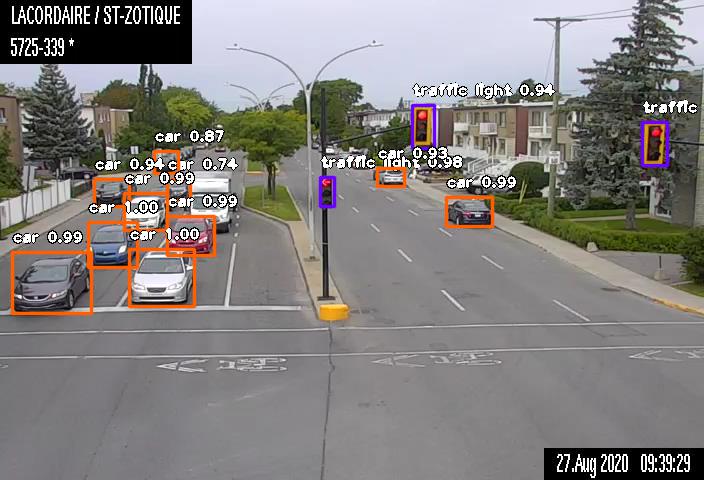 LACORDAIRE / ST-ZOTIQUE
5725-339 *
traffic light 0.94
traffic
car 0.87
car 0.93
car 0.94
car 0.74
traffic light 0.98
car 0.99
car 0.99
car 1.00
car 0.99
car 0.99
car 1.00
27.Aug 2020 09:39:29